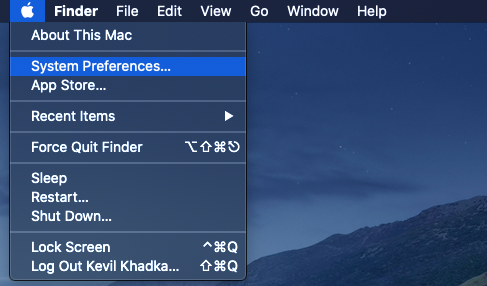 Finder File Edit View Go Window Help
About This Mac
System Preferences...
App Store...
Recent Items ▶
Force Quit Finder ⌥⇧⌘⎋
Sleep
Restart...
Shut Down...
Lock Screen ^⌘Q
Log Out Kevil Khadka... ⇧⌘Q